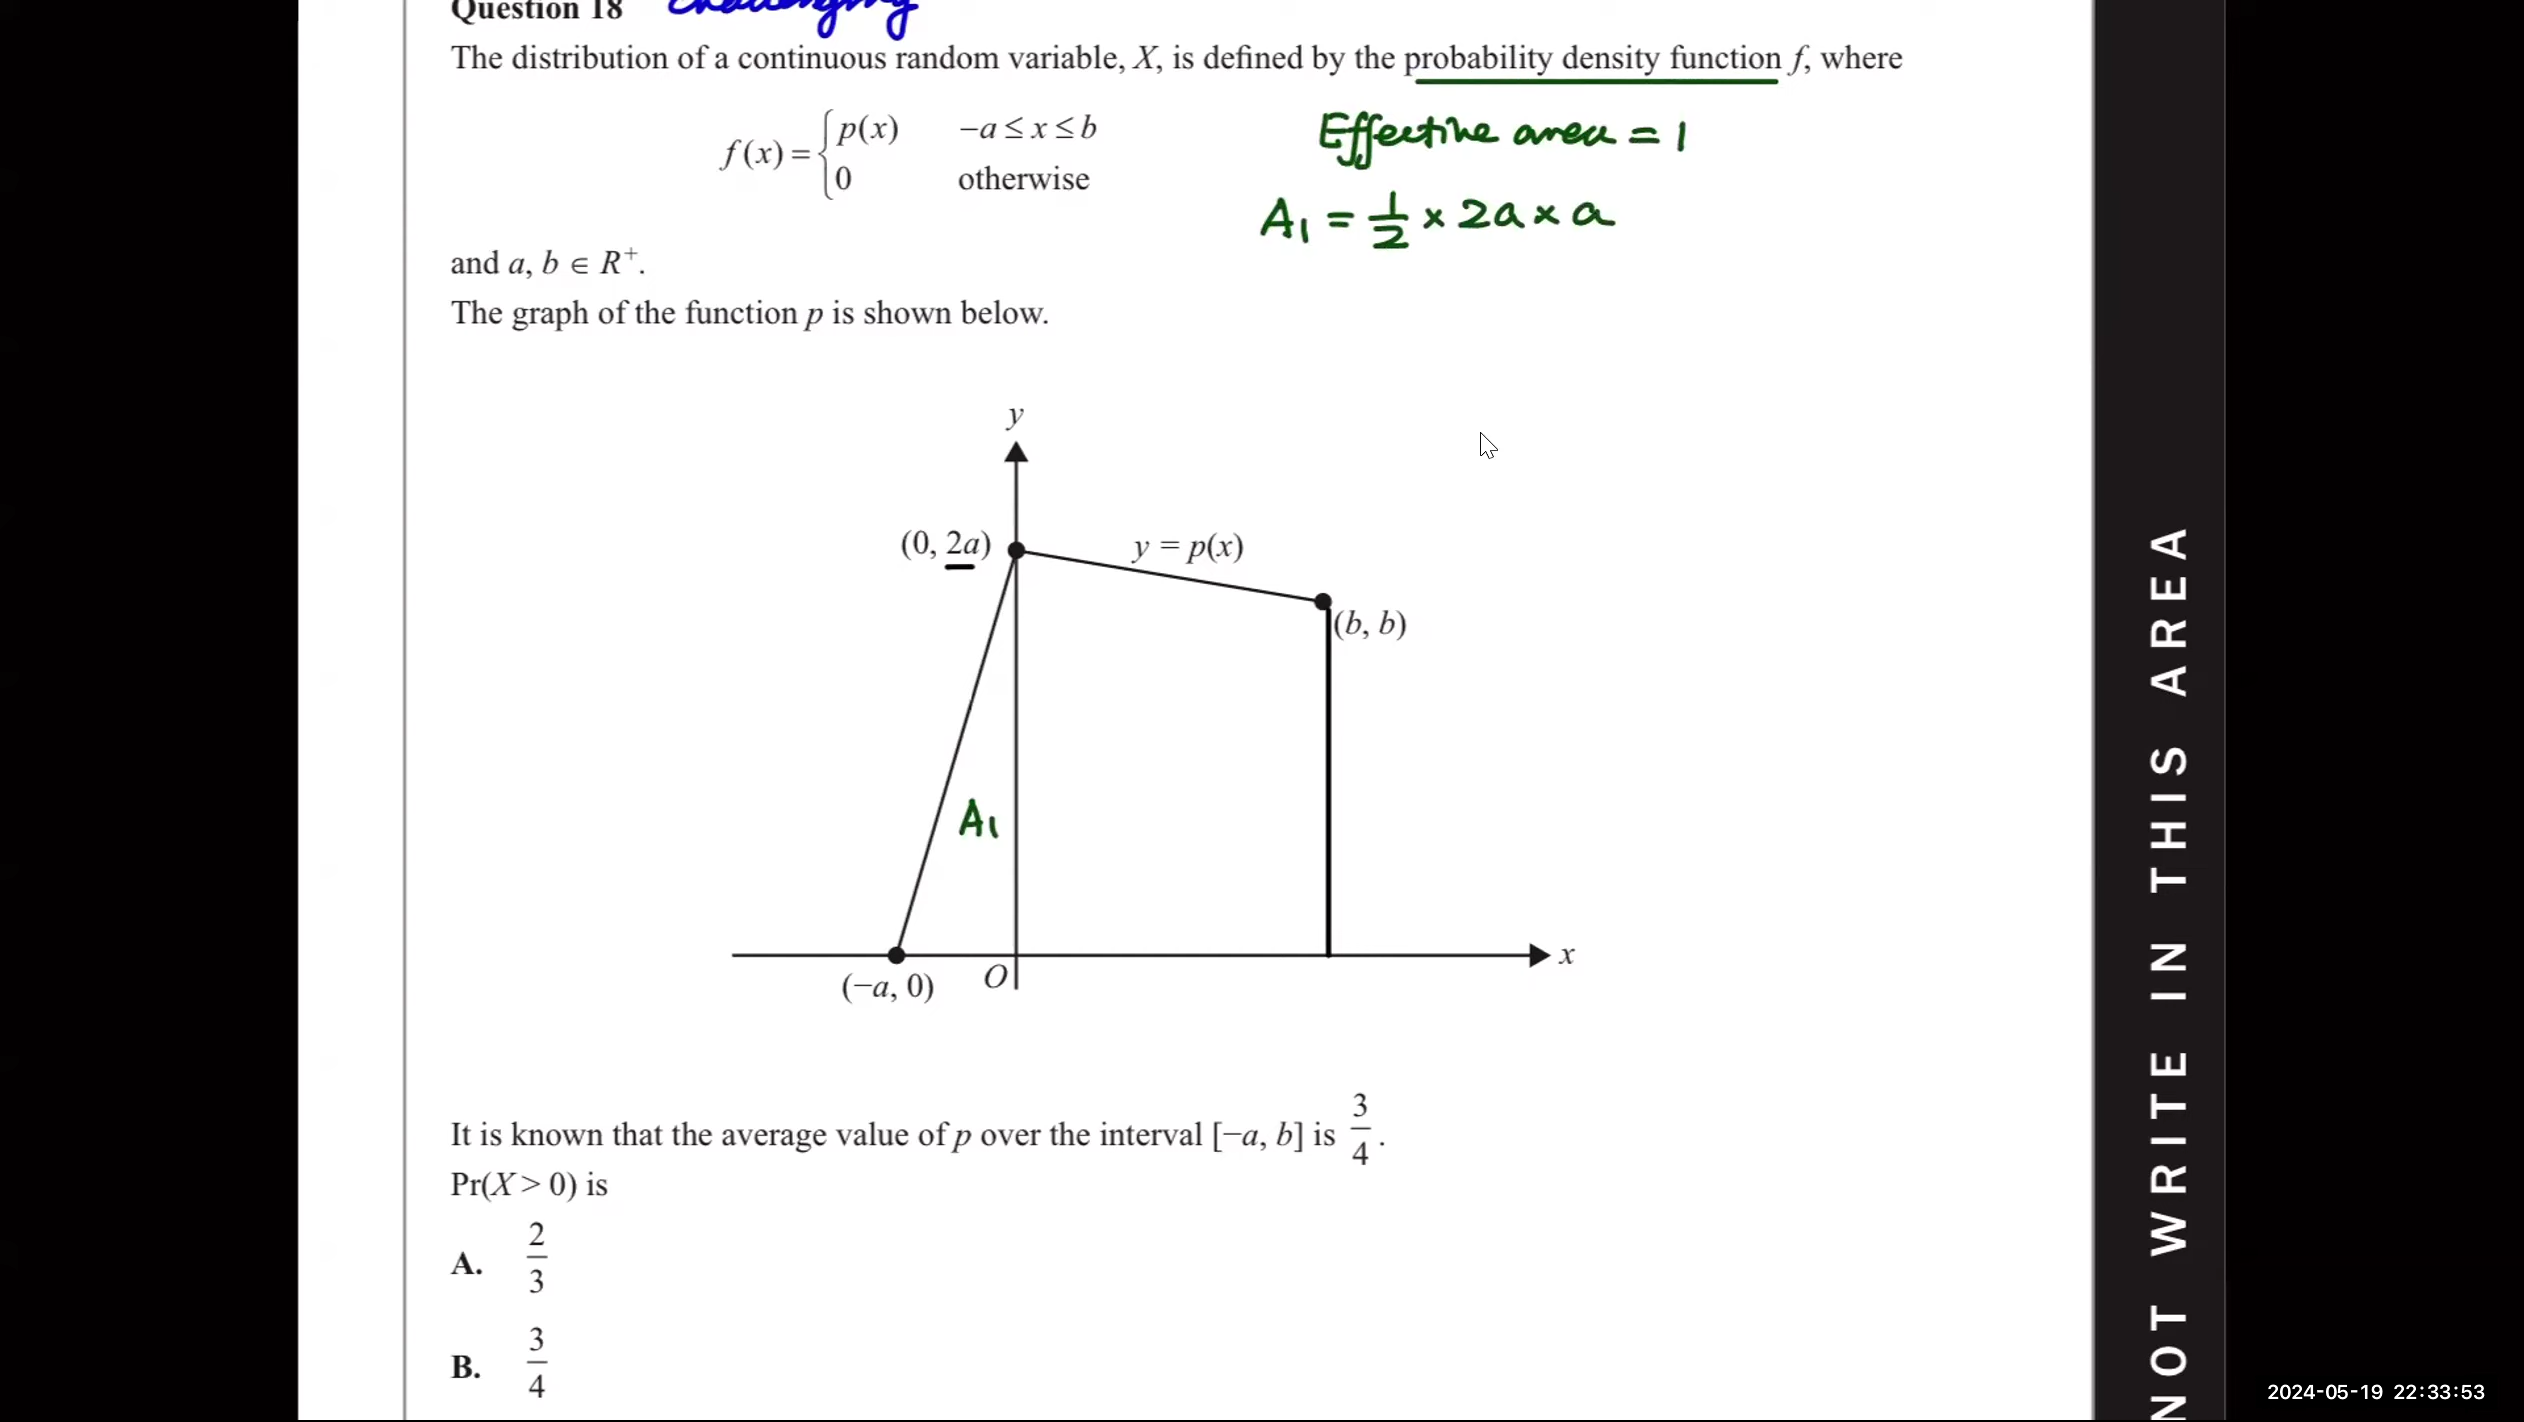 Question 18 challenging
The distribution of a continuous random variable, X, is defined by the probability density function f, where
f(x) = { p(x) −a ≤ x ≤ b
0 otherwise
Effective area = 1
A₁ = 1/2 × 2a × a
and a, b ∈ R⁺.
The graph of the function p is shown below.
y
(0, 2a)
y = p(x)
(b, b)
A₁
x
(−a, 0)
O
It is known that the average value of p over the interval [−a, b] is 3/4.
Pr(X > 0) is
A. 2/3
B. 3/4
NOT WRITE IN THIS AREA
2024-05-19 22:33:53